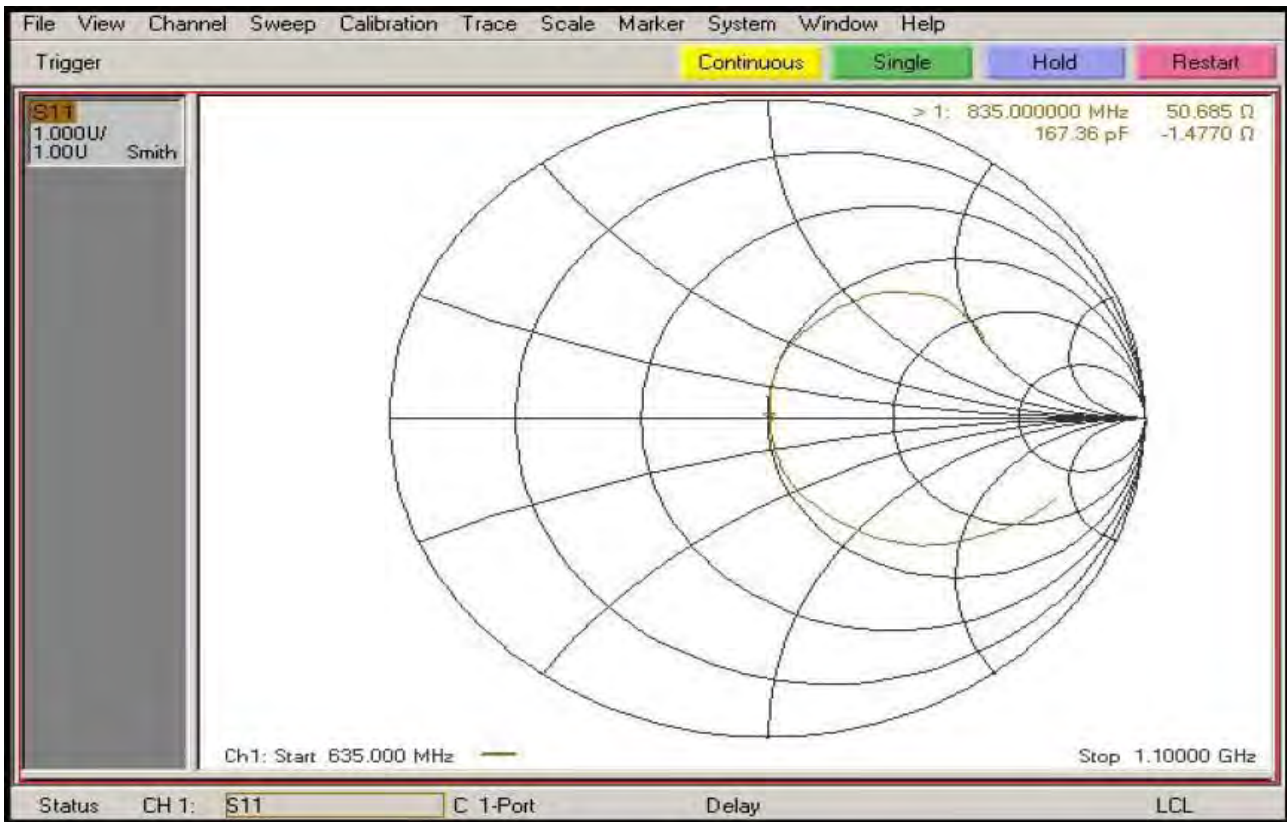 File View Channel Sweep Calibration Trace Scale Marker System Window Help
Trigger Continuous Single Hold Restart
S11
1.000U/
1.00U Smith
> 1: 835.000000 MHz 50.685 Ω
167.36 pF -1.4770 Ω
Ch1: Start 635.000 MHz
Stop 1.10000 GHz
Status CH 1: S11 C 1-Port Delay LCL